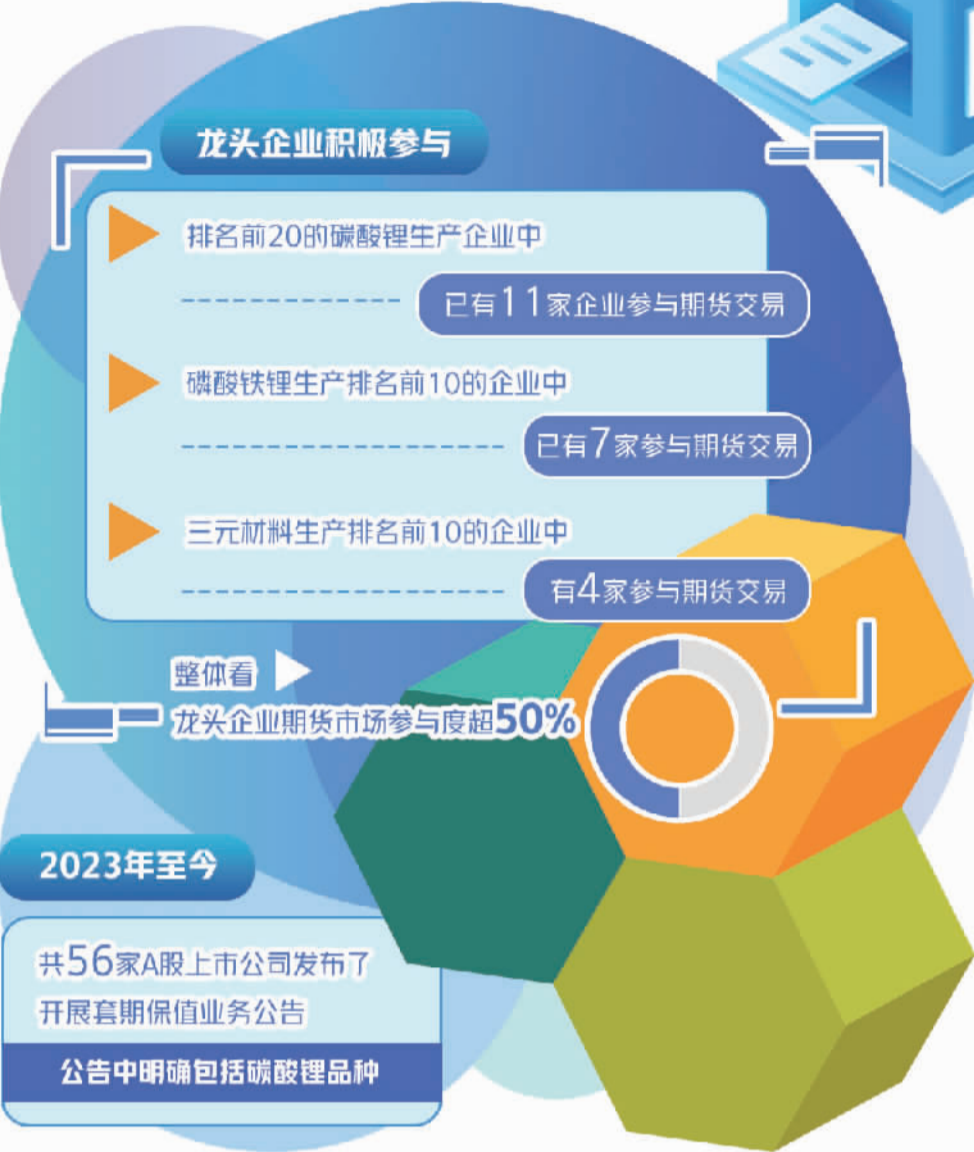 龙头企业积极参与
排名前20的碳酸锂生产企业中
已有11家企业参与期货交易
磷酸铁锂生产排名前10的企业中
已有7家参与期货交易
三元材料生产排名前10的企业中
有4家参与期货交易
整体看
龙头企业期货市场参与度超50%
2023年至今
共56家A股上市公司发布了
开展套期保值业务公告
公告中明确包括碳酸锂品种